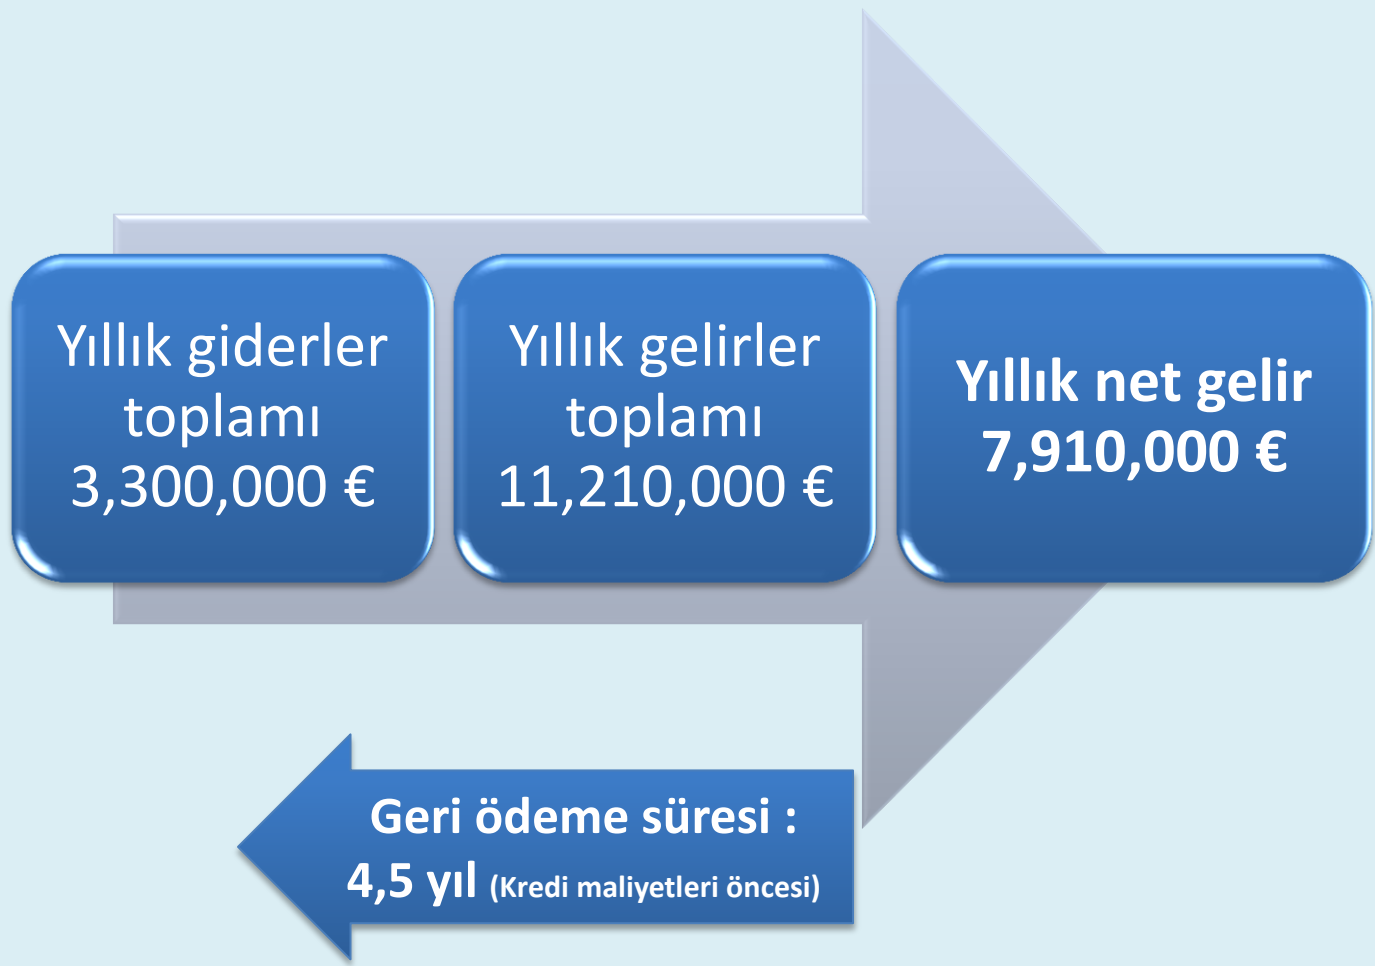 Yıllık giderler
toplamı
3,300,000 €
Yıllık gelirler
toplamı
11,210,000 €
Yıllık net gelir
7,910,000 €
Geri ödeme süresi :
4,5 yıl (Kredi maliyetleri öncesi)